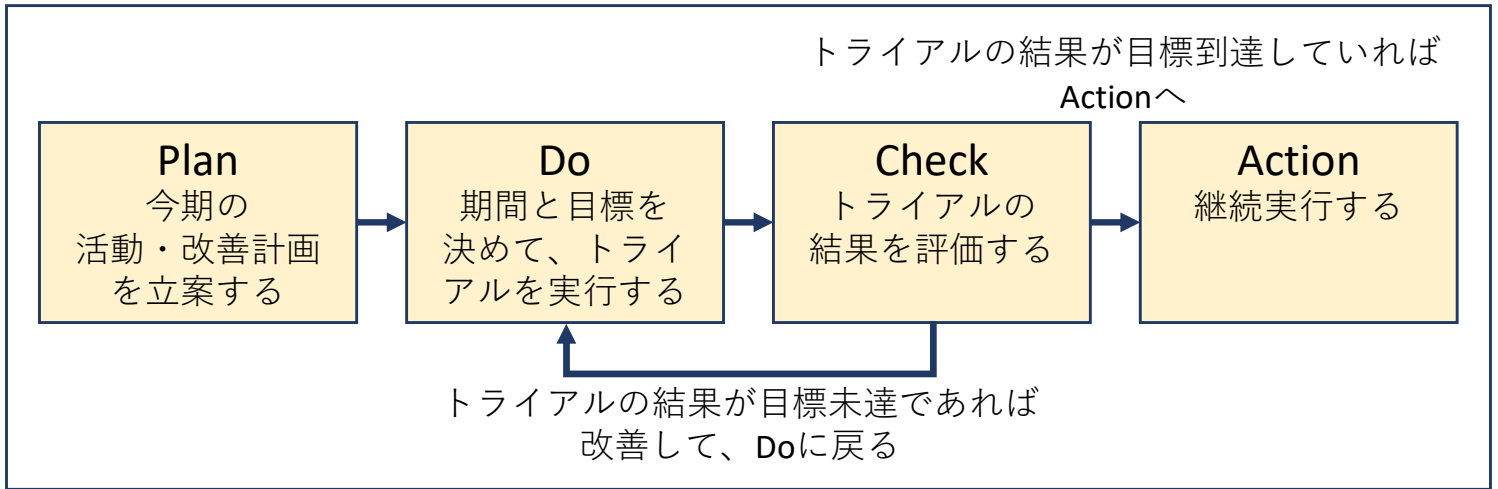 トライアルの結果が目標到達していれば
Actionへ
Plan
今期の
活動・改善計画
を立案する
Do
期間と目標を
決めて、トライ
アルを実行する
Check
トライアルの
結果を評価する
Action
継続実行する
トライアルの結果が目標未達であれば
改善して、Doに戻る